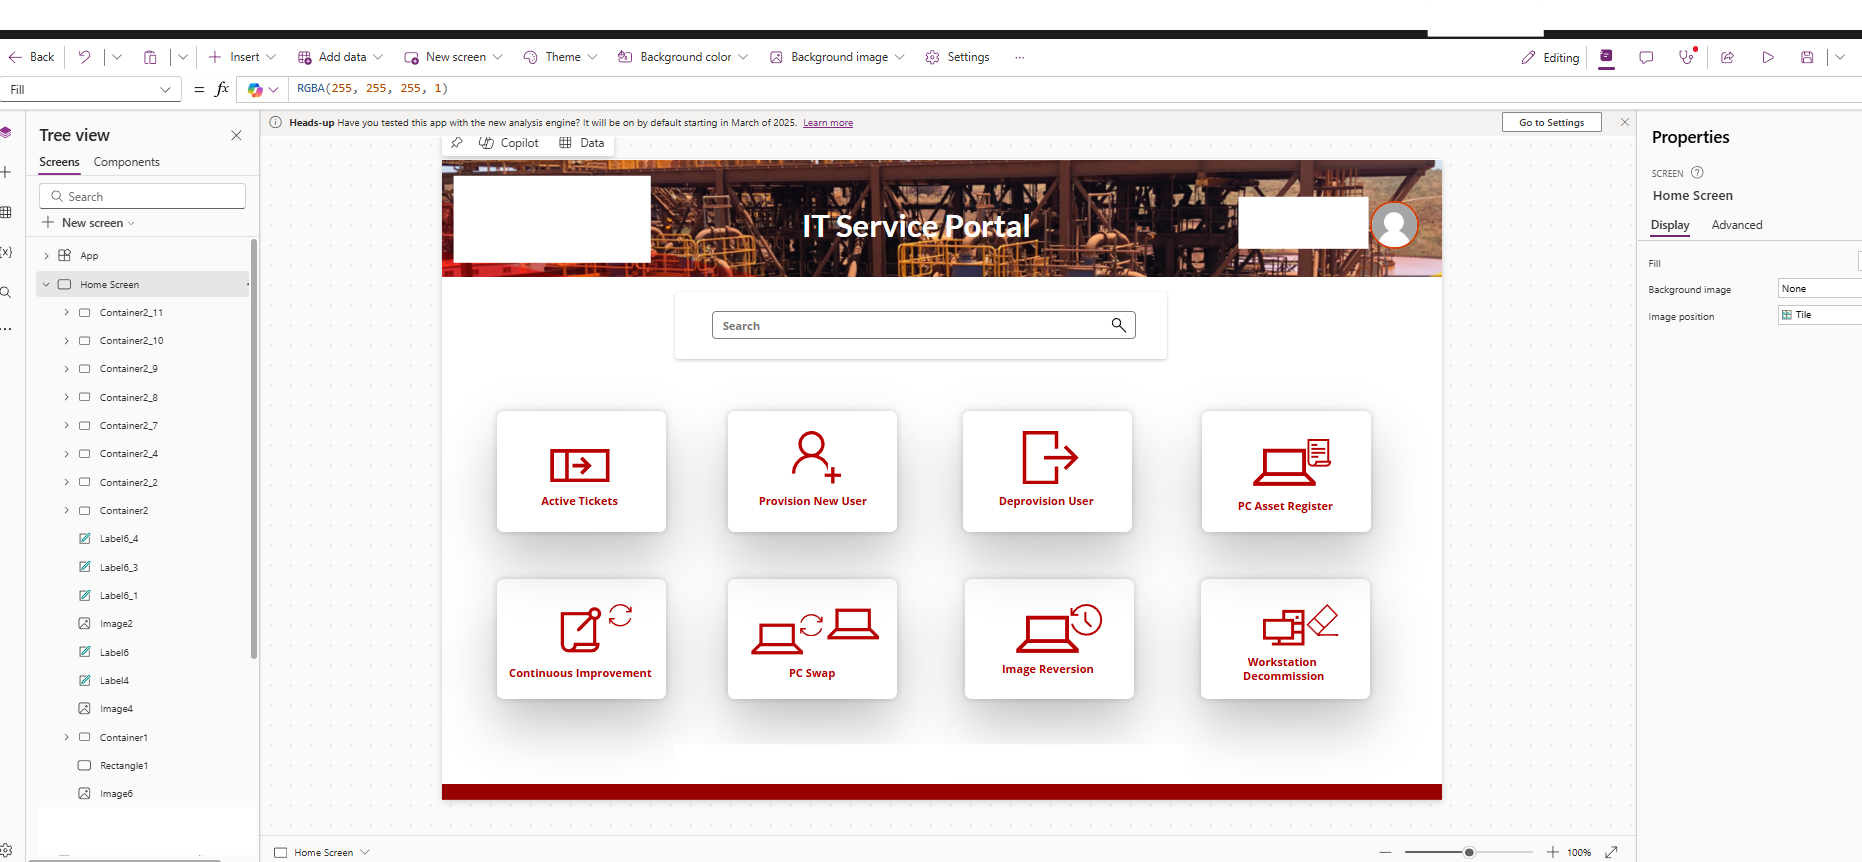 Back
Insert
Add data
New screen
Theme
Background color
Background image
Settings
...
Editing
Fill
= fx
RGBA(255, 255, 255, 1)
Heads-up Have you tested this app with the new analysis engine? It will be on by default starting in March of 2025. Learn more
Go to Settings
Tree view
Screens Components
Search
New screen
App
Home Screen
Container2_11
Container2_10
Container2_9
Container2_8
Container2_7
Container2_4
Container2_2
Container2
Label6_4
Label6_3
Label6_1
Image2
Label6
Label4
Image4
Container1
Rectangle1
Image6
Copilot
Data
IT Service Portal
Search
Active Tickets
Provision New User
Deprovision User
PC Asset Register
Continuous Improvement
PC Swap
Image Reversion
Workstation
Decommission
Properties
SCREEN
Home Screen
Display Advanced
Fill
Background image
None
Image position
Tile
Home Screen
100%